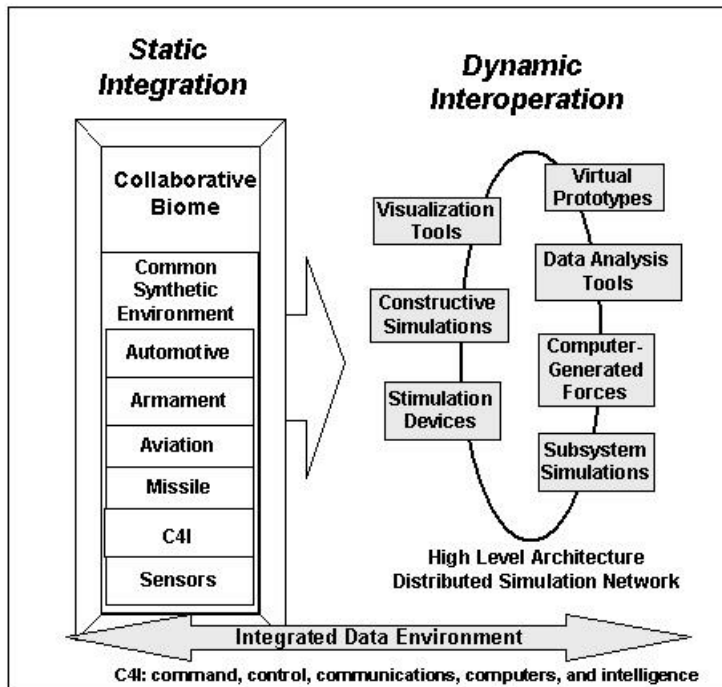 Static
Integration
Collaborative
Biome
Common
Synthetic
Environment
Automotive
Armament
Aviation
Missile
C4I
Sensors
Dynamic
Interoperation
Virtual
Prototypes
Visualization
Tools
Data Analysis
Tools
Constructive
Simulations
Computer-
Generated
Forces
Stimulation
Devices
Subsystem
Simulations
High Level Architecture
Distributed Simulation Network
Integrated Data Environment
C4I: command, control, communications, computers, and intelligence